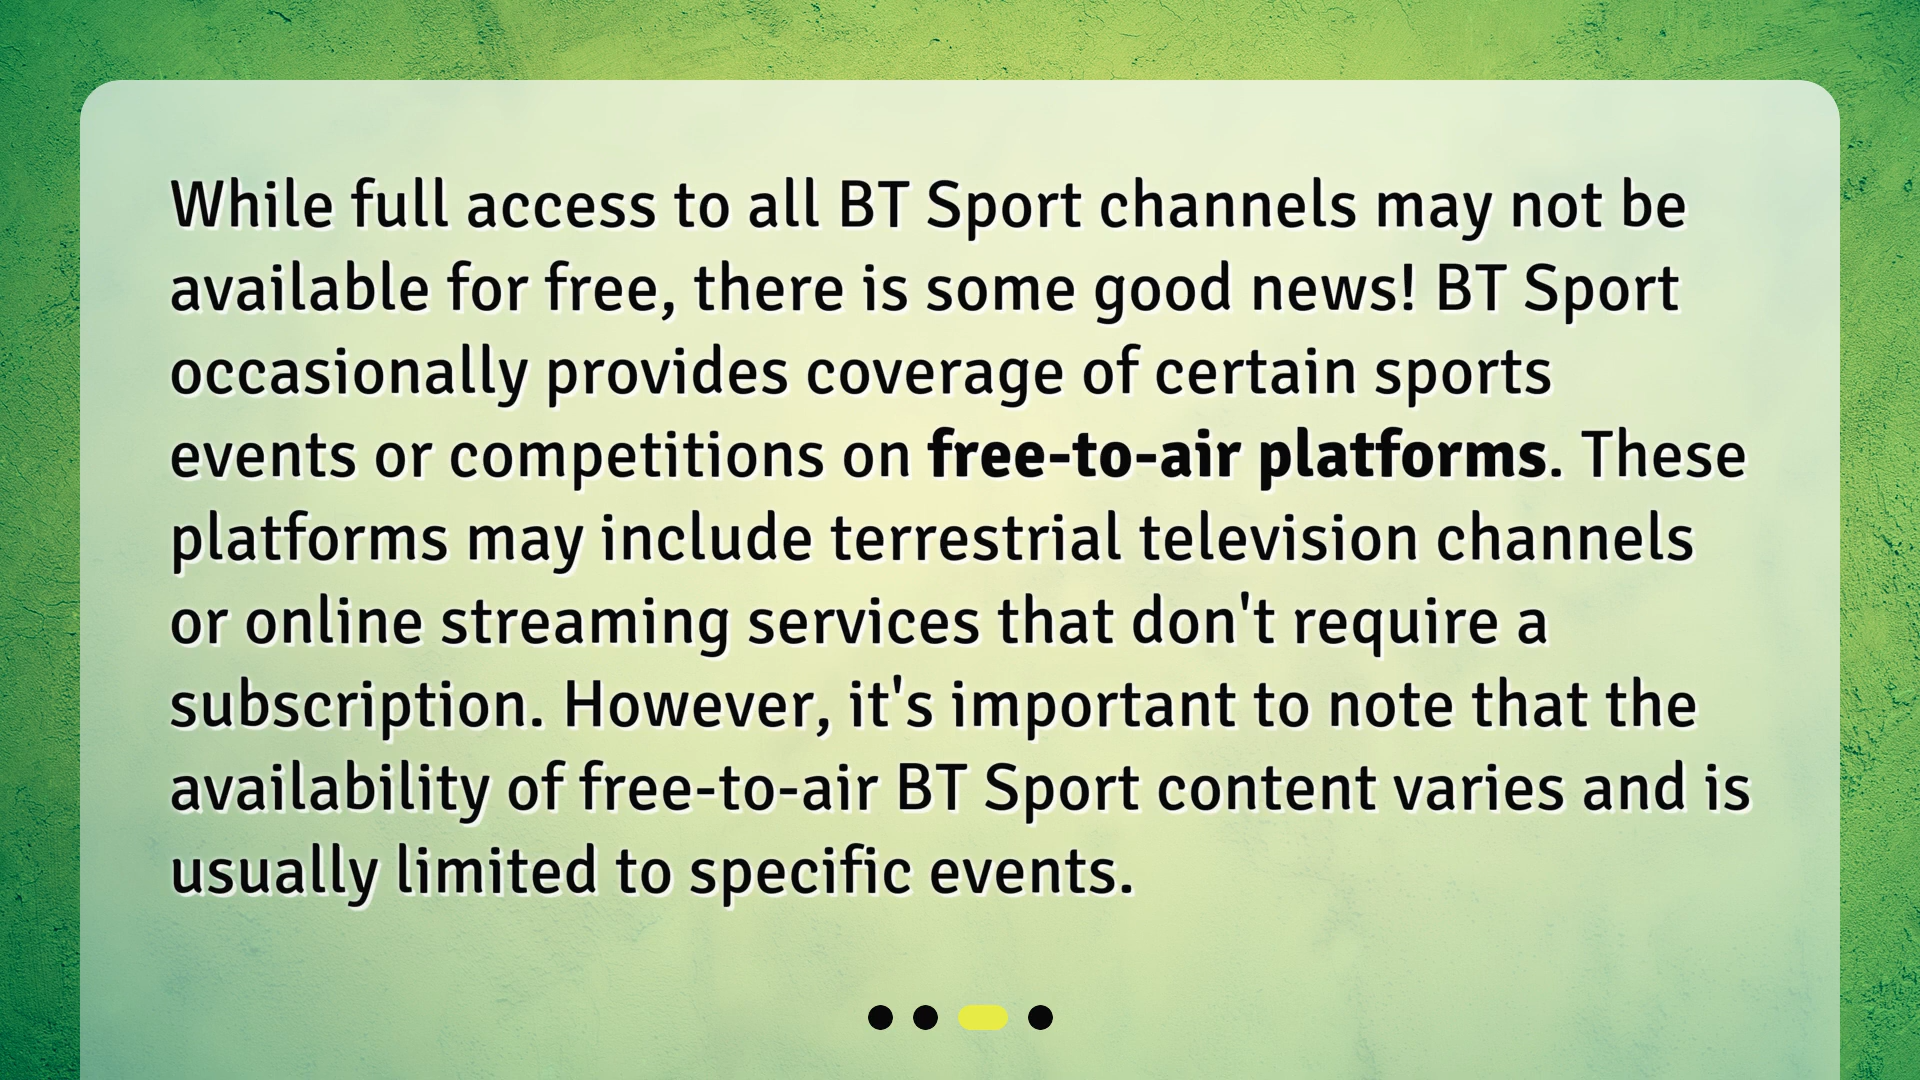 While full access to all BT Sport channels may not be
available for free, there is some good news! BT Sport
occasionally provides coverage of certain sports
events or competitions on free-to-air platforms. These
platforms may include terrestrial television channels
or online streaming services that don't require a
subscription. However, it's important to note that the
availability of free-to-air BT Sport content varies and is
usually limited to specific events.